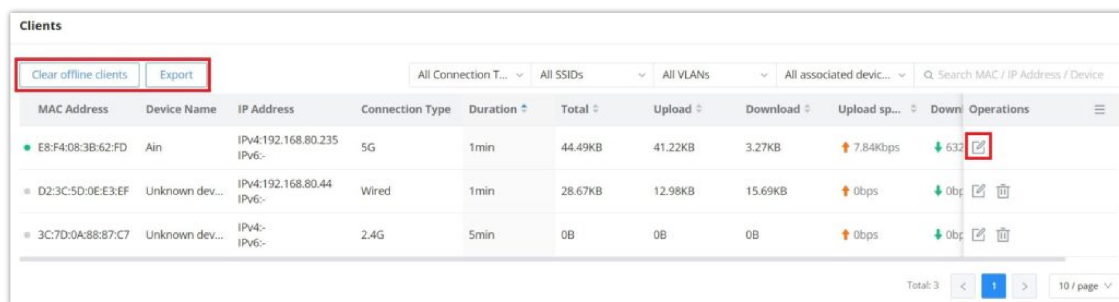 Clients
Clear offline clients Export All Connection T... All SSIDs All VLANs All associated devic... Search MAC / IP Address / Device
MAC Address Device Name IP Address Connection Type Duration Total Upload Download Upload sp... Down Operations
E8:F4:08:3B:62:FD Ain IPv4:192.168.80.235 5G 1min 44.49KB 41.22KB 3.27KB 7.84Kbps 632
IPv6:-
D2:3C:5D:0E:E3:EF Unknown dev... IPv4:192.168.80.44 Wired 1min 28.67KB 12.98KB 15.69KB 0bps 0bp
IPv6:-
3C:7D:0A:88:87:C7 Unknown dev... IPv4:- 2.4G 5min 0B 0B 0B 0bps 0bp
IPv6:-
Total: 3 < 1 > 10 / page